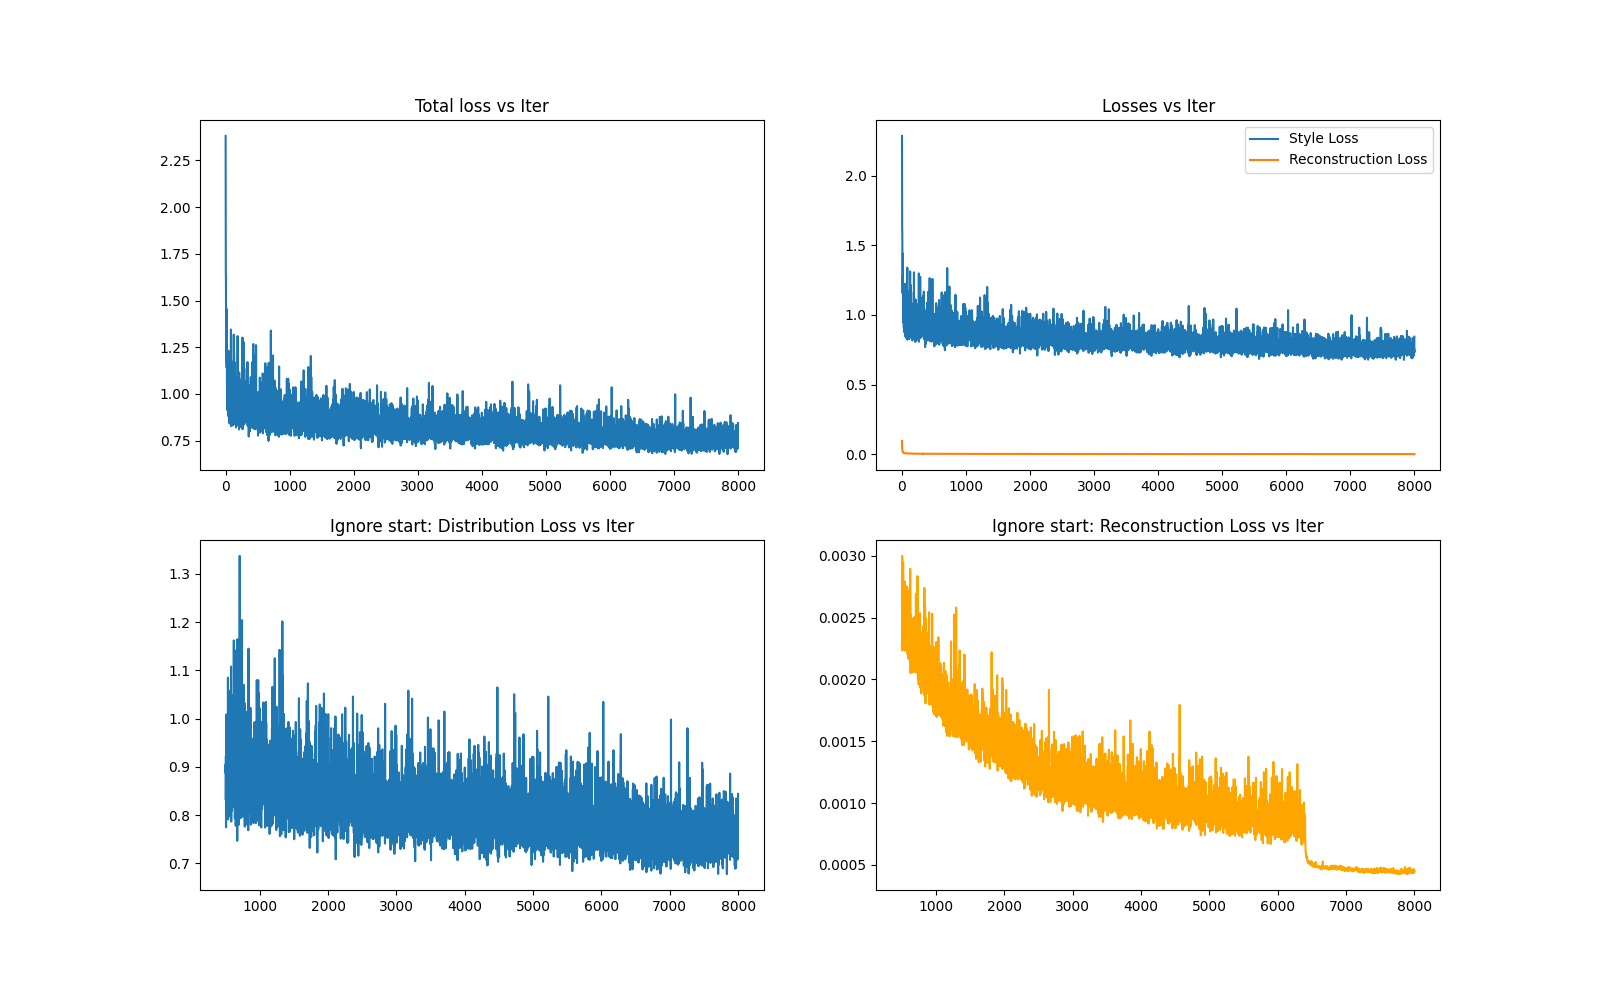 Total loss vs Iter
2.25
2.00
1.75
1.50
1.25
1.00
0.75
0 1000 2000 3000 4000 5000 6000 7000 8000
Losses vs Iter
Style Loss
Reconstruction Loss
2.0
1.5
1.0
0.5
0.0
0 1000 2000 3000 4000 5000 6000 7000 8000
Ignore start: Distribution Loss vs Iter
1.3
1.2
1.1
1.0
0.9
0.8
0.7
1000 2000 3000 4000 5000 6000 7000 8000
Ignore start: Reconstruction Loss vs Iter
0.0030
0.0025
0.0020
0.0015
0.0010
0.0005
1000 2000 3000 4000 5000 6000 7000 8000